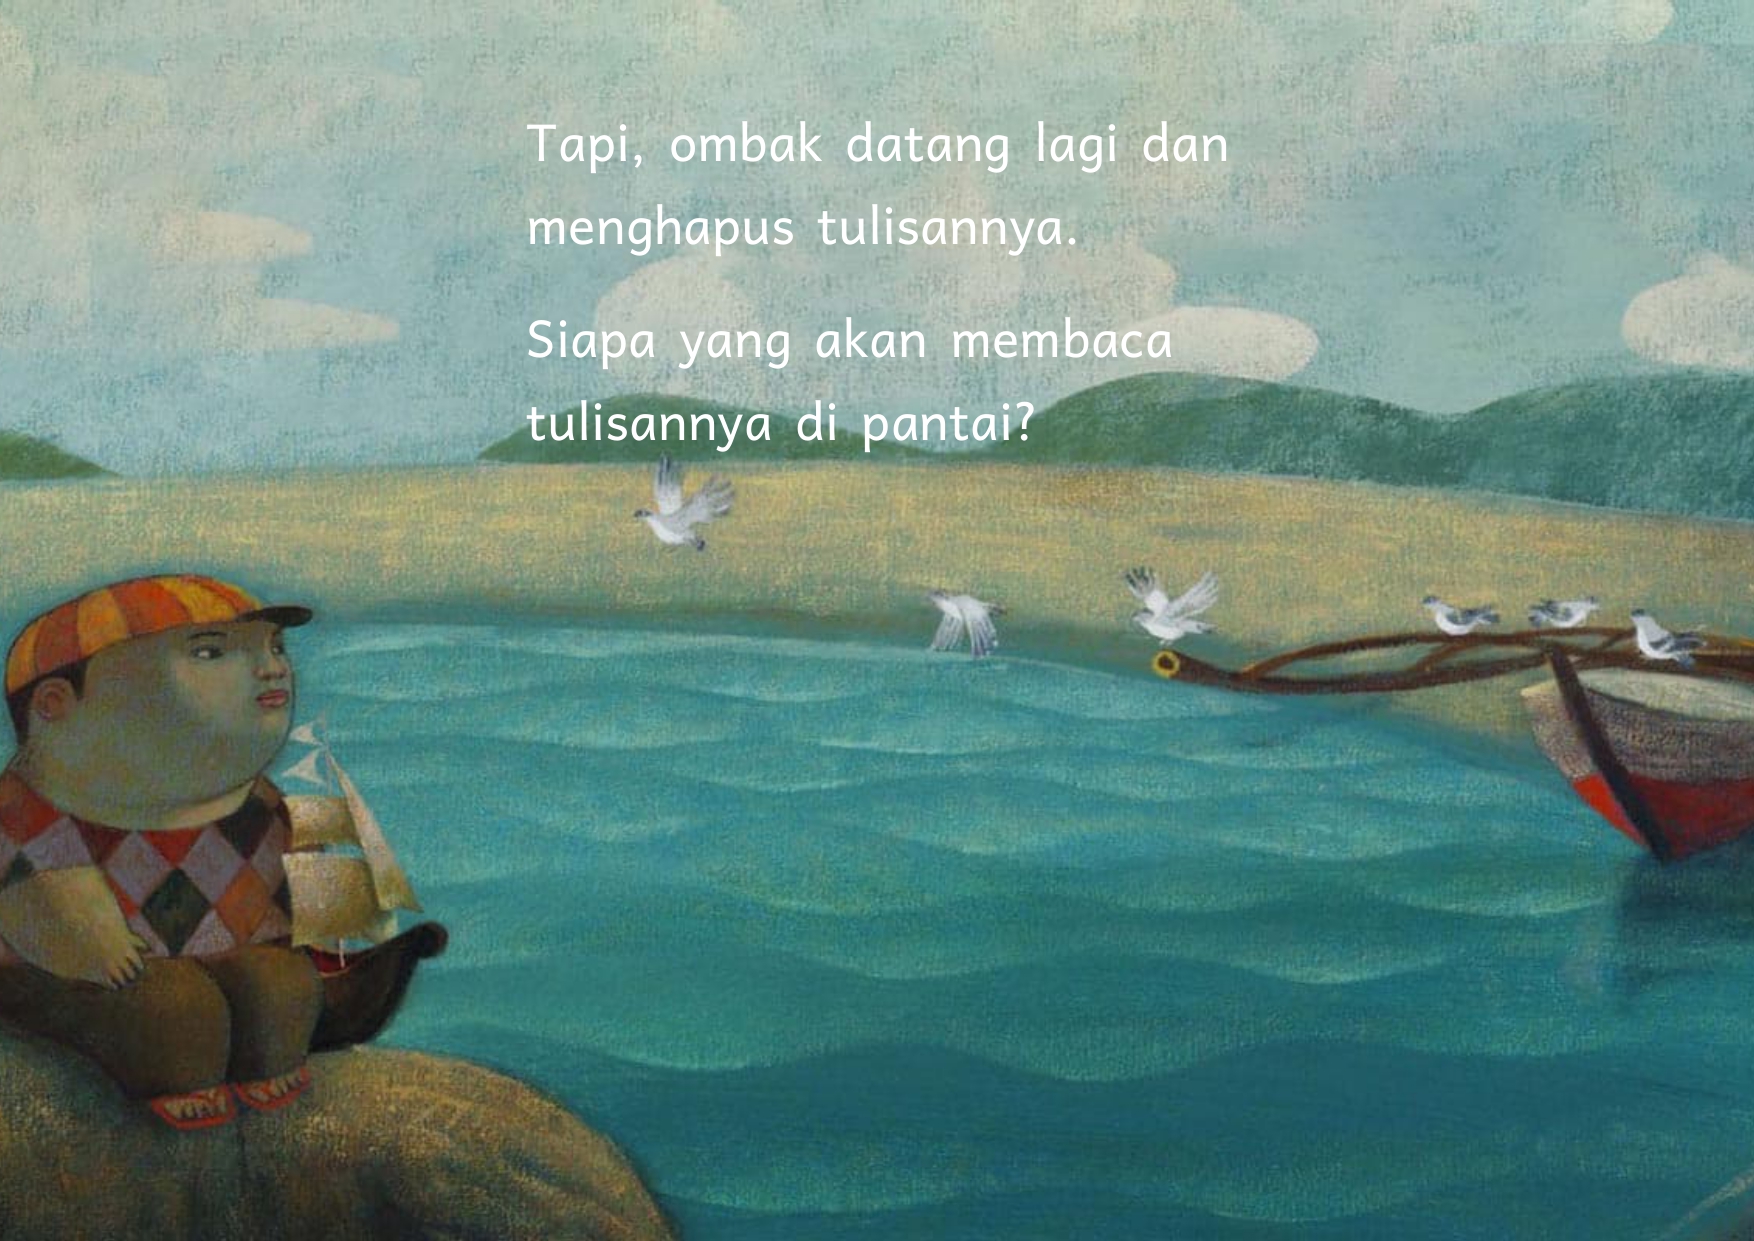 Tapi, ombak datang lagi dan
menghapus tulisannya.
Siapa yang akan membaca
tulisannya di pantai?